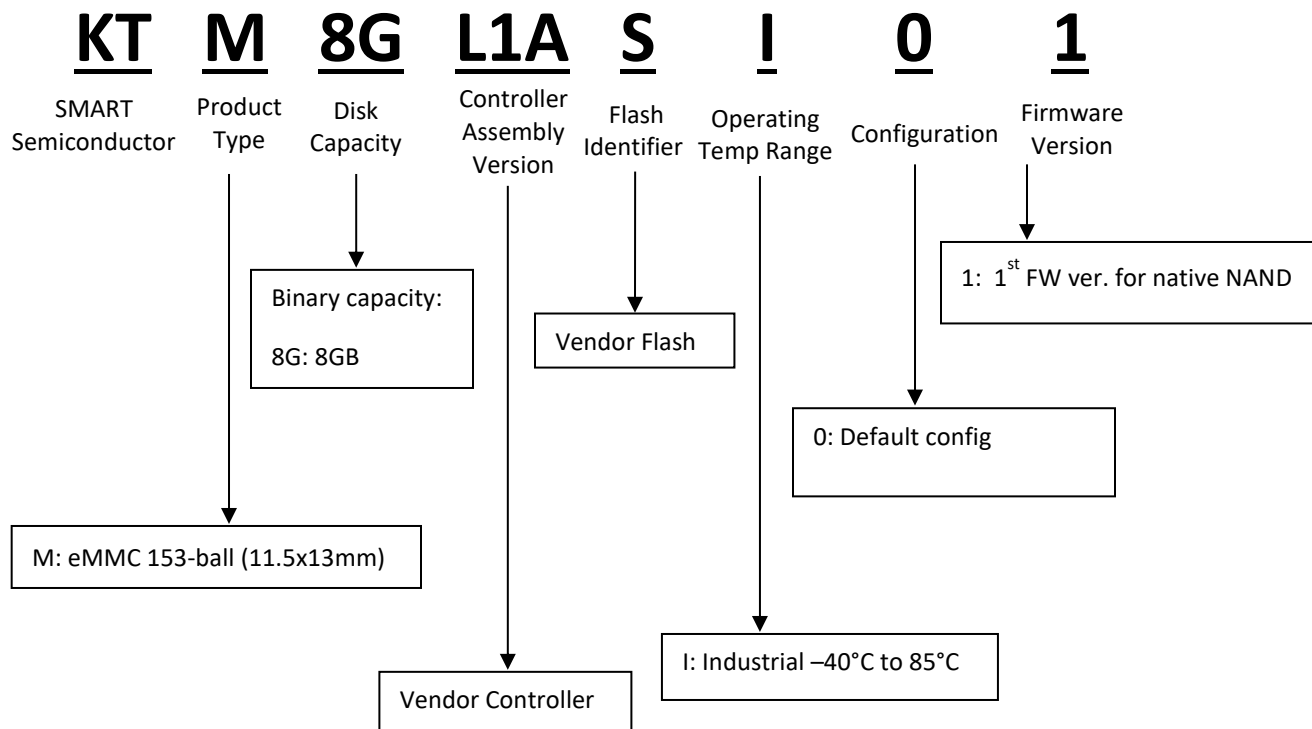 KT M 8G L1A S I 0 1
SMART
Semiconductor
Product
Type
Disk
Capacity
Controller
Assembly
Version
Flash
Identifier
Operating
Temp Range
Configuration
Firmware
Version
1: 1st FW ver. for native NAND
Binary capacity:
8G: 8GB
Vendor Flash
0: Default config
M: eMMC 153-ball (11.5x13mm)
I: Industrial –40°C to 85°C
Vendor Controller